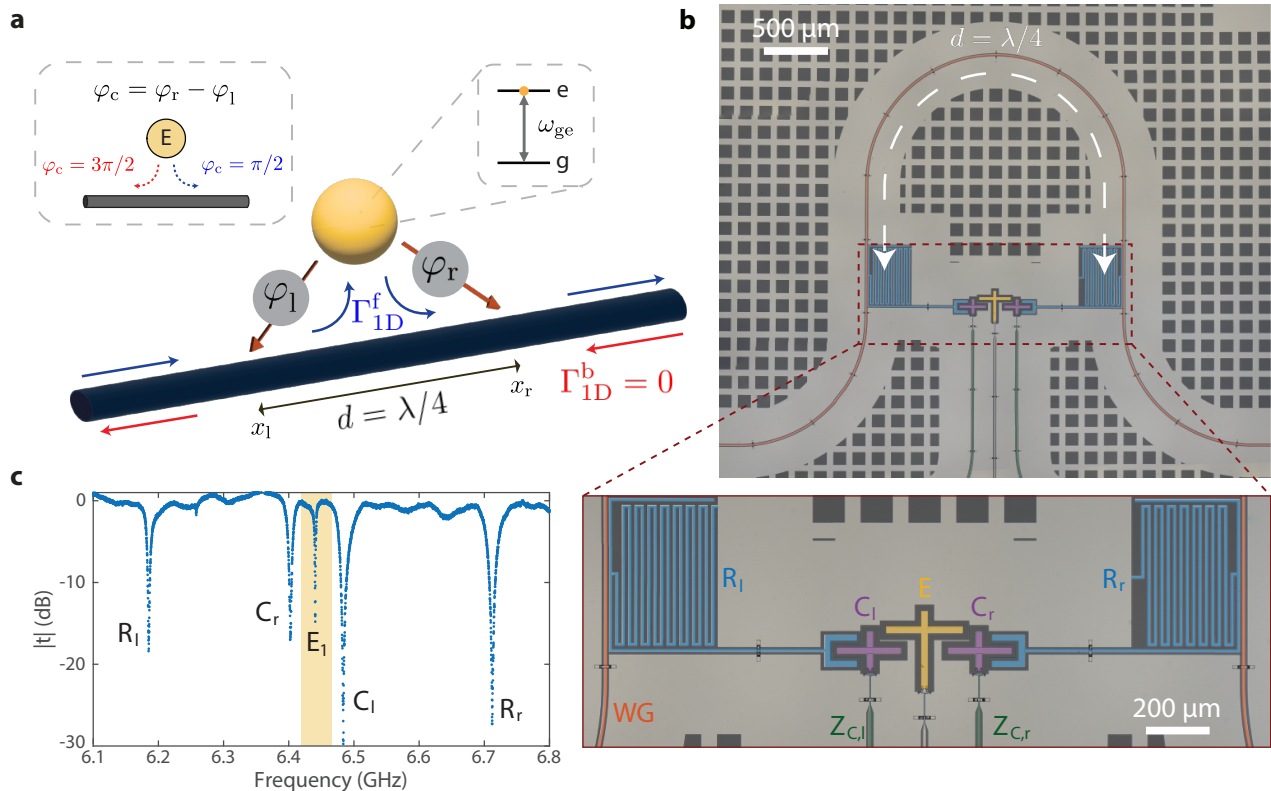 a
φc = φr − φl
E
φc = 3π/2
φc = π/2
e
ωge
g
φl
φr
Γ1D^f
xr
Γ1D^b = 0
d = λ/4
xl
b
500 μm
d = λ/4
Rl
Cl
E
Cr
Rr
WG
ZC,l
ZC,r
200 μm
c
|t| (dB)
0
-10
-20
-30
Rl
Cr
E1
Cl
Rr
6.1 6.2 6.3 6.4 6.5 6.6 6.7 6.8
Frequency (GHz)